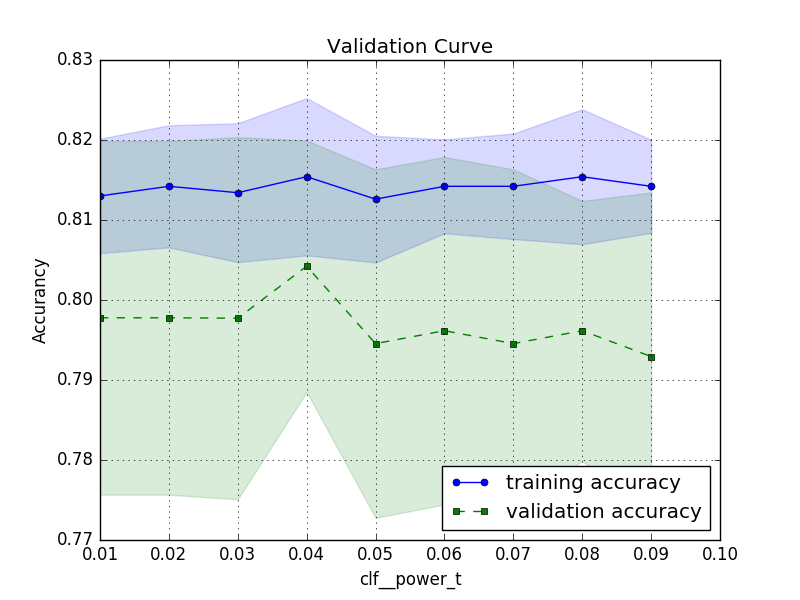 Validation Curve
0.83
0.82
0.81
0.80
0.79
0.78
0.77
Accurancy
training accuracy
validation accuracy
0.01 0.02 0.03 0.04 0.05 0.06 0.07 0.08 0.09 0.10
clf__power_t